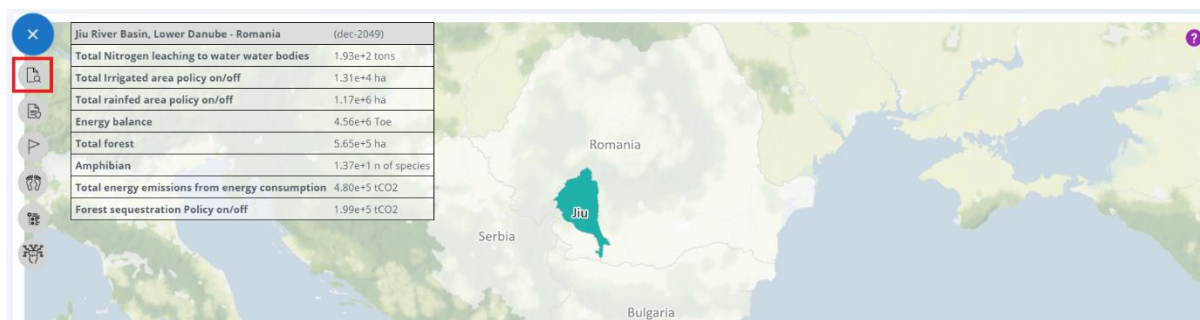 Jiu River Basin, Lower Danube - Romania (dec-2049)
Total Nitrogen leaching to water water bodies 1.93e+2 tons
Total Irrigated area policy on/off 1.31e+4 ha
Total rainfed area policy on/off 1.17e+6 ha
Energy balance 4.56e+6 Toe
Total forest 5.65e+5 ha
Amphibian 1.37e+1 n of species
Total energy emissions from energy consumption 4.80e+5 tCO2
Forest sequestration Policy on/off 1.99e+5 tCO2
?
Romania
Jiu
Serbia
Bulgaria